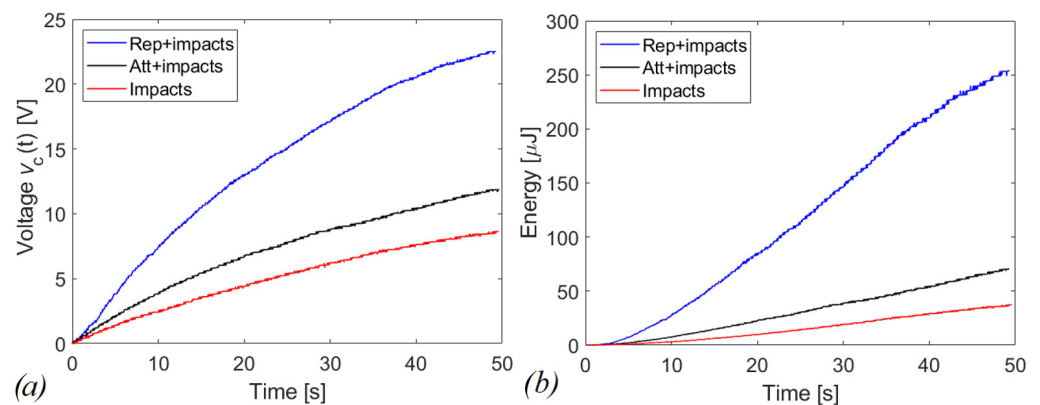 25
20
15
10
5
0
Voltage v_c(t) [V]
Rep+impacts
Att+impacts
Impacts
0 10 20 30 40 50
Time [s]
(a)
300
250
200
150
100
50
0
Energy [μJ]
Rep+impacts
Att+impacts
Impacts
0 10 20 30 40 50
Time [s]
(b)